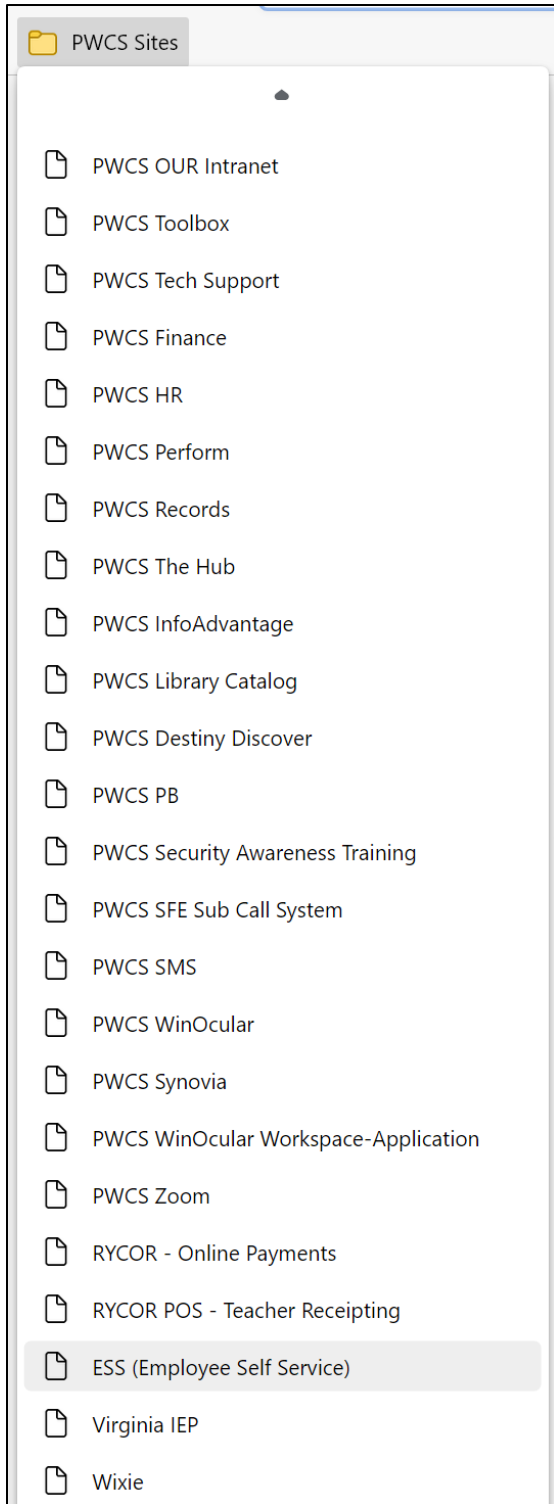 PWCS Sites
PWCS OUR Intranet
PWCS Toolbox
PWCS Tech Support
PWCS Finance
PWCS HR
PWCS Perform
PWCS Records
PWCS The Hub
PWCS InfoAdvantage
PWCS Library Catalog
PWCS Destiny Discover
PWCS PB
PWCS Security Awareness Training
PWCS SFE Sub Call System
PWCS SMS
PWCS WinOcular
PWCS Synovia
PWCS WinOcular Workspace-Application
PWCS Zoom
RYCOR - Online Payments
RYCOR POS - Teacher Receipting
ESS (Employee Self Service)
Virginia IEP
Wixie